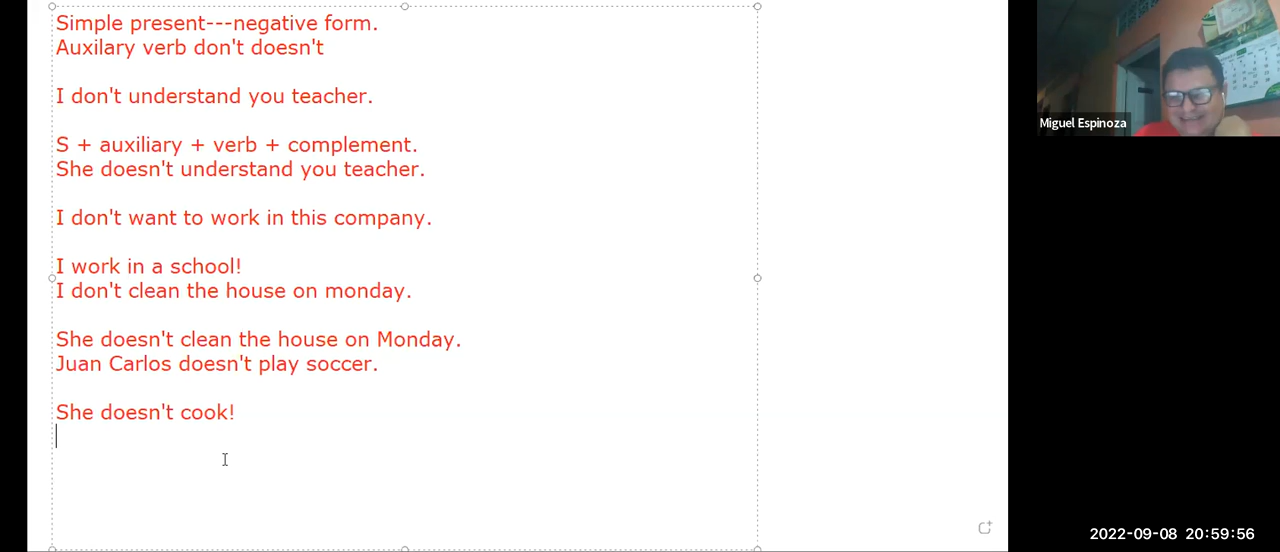 Simple present---negative form.
Auxilary verb don't doesn't
I don't understand you teacher.
S + auxiliary + verb + complement.
She doesn't understand you teacher.
I don't want to work in this company.
I work in a school!
I don't clean the house on monday.
She doesn't clean the house on Monday.
Juan Carlos doesn't play soccer.
She doesn't cook!
Miguel Espinoza
2022-09-08 20:59:56